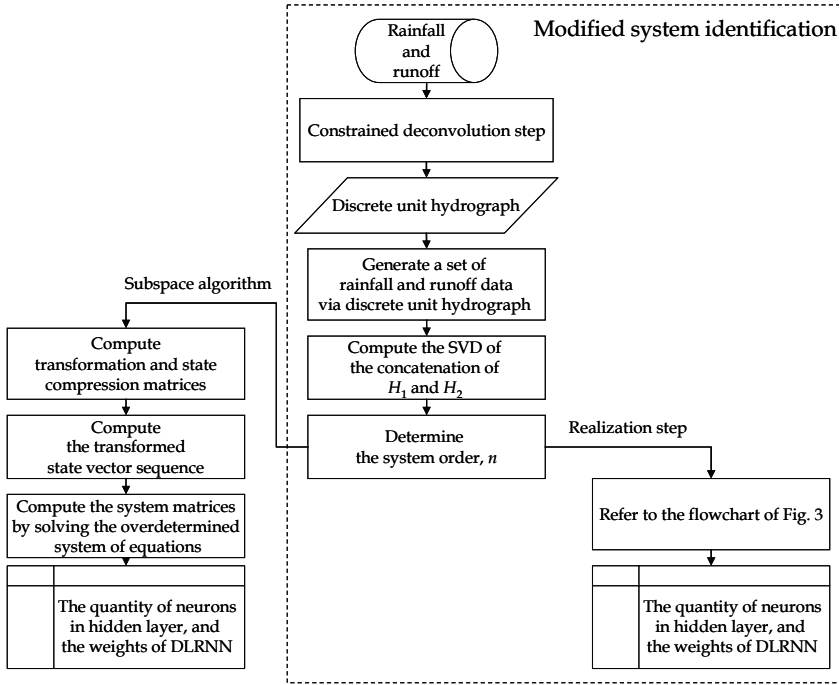 Modified system identification
Rainfall
and
runoff
Constrained deconvolution step
Discrete unit hydrograph
Generate a set of
rainfall and runoff data
via discrete unit hydrograph
Compute the SVD of
the concatenation of
H1 and H2
Determine
the system order, n
Subspace algorithm
Compute
transformation and state
compression matrices
Compute
the transformed
state vector sequence
Compute the system matrices
by solving the overdetermined
system of equations
The quantity of neurons
in hidden layer, and
the weights of DLRNN
Realization step
Refer to the flowchart of Fig. 3
The quantity of neurons
in hidden layer, and
the weights of DLRNN